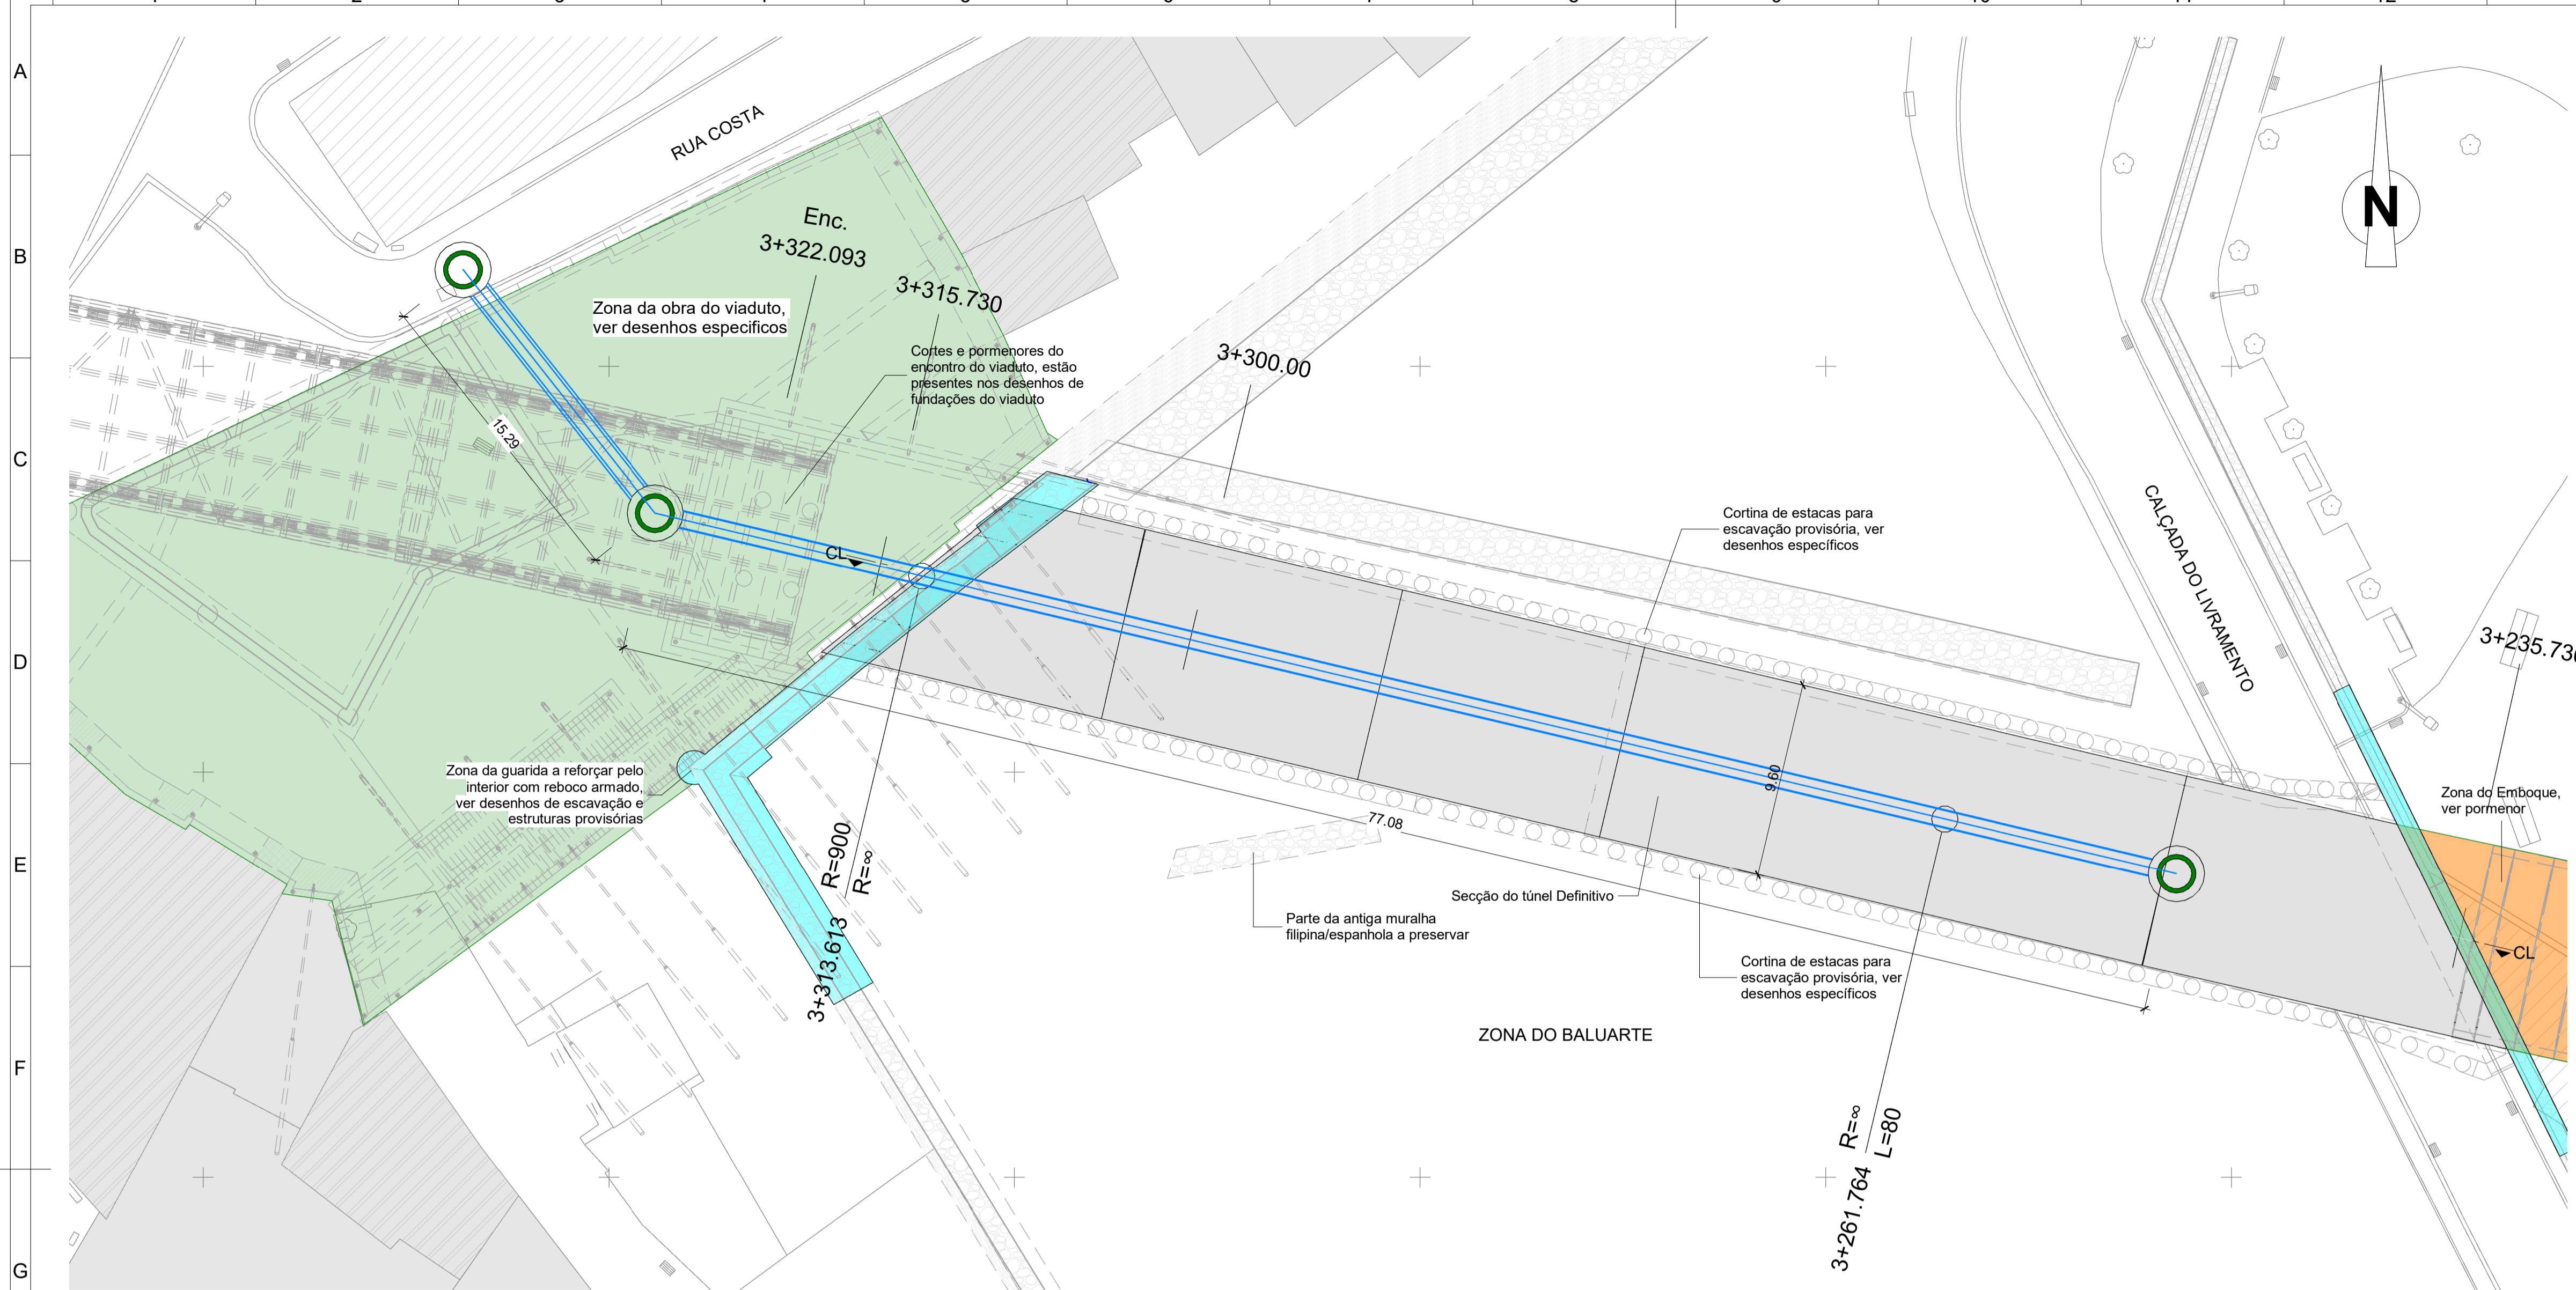 A
B
C
D
E
F
G
RUA COSTA
N
Enc.
3+322.093
3+315.730
Zona da obra do viaduto,
ver desenhos especificos
Cortes e pormenores do
encontro do viaduto, estão
presentes nos desenhos de
fundações do viaduto
3+300.00
15.29
CL
Cortina de estacas para
escavação provisória, ver
desenhos específicos
CALÇADA DO LIVRAMENTO
Zona da guarida a reforçar pelo
interior com reboco armado,
ver desenhos de escavação e
estruturas provisórias
R=900
R=∞
3+313.613
77.08
9.60
Zona do Emboque,
ver pormenor
Secção do túnel Definitivo
Parte da antiga muralha
filipina/espanhola a preservar
CL
Cortina de estacas para
escavação provisória, ver
desenhos específicos
ZONA DO BALUARTE
R=∞
L=80
3+261.764